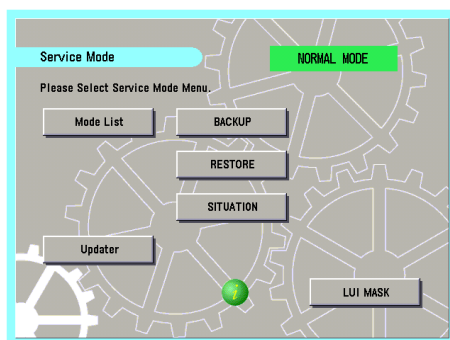 Service Mode
NORMAL MODE
Please Select Service Mode Menu.
Mode List
BACKUP
RESTORE
SITUATION
Updater
i
LUI MASK